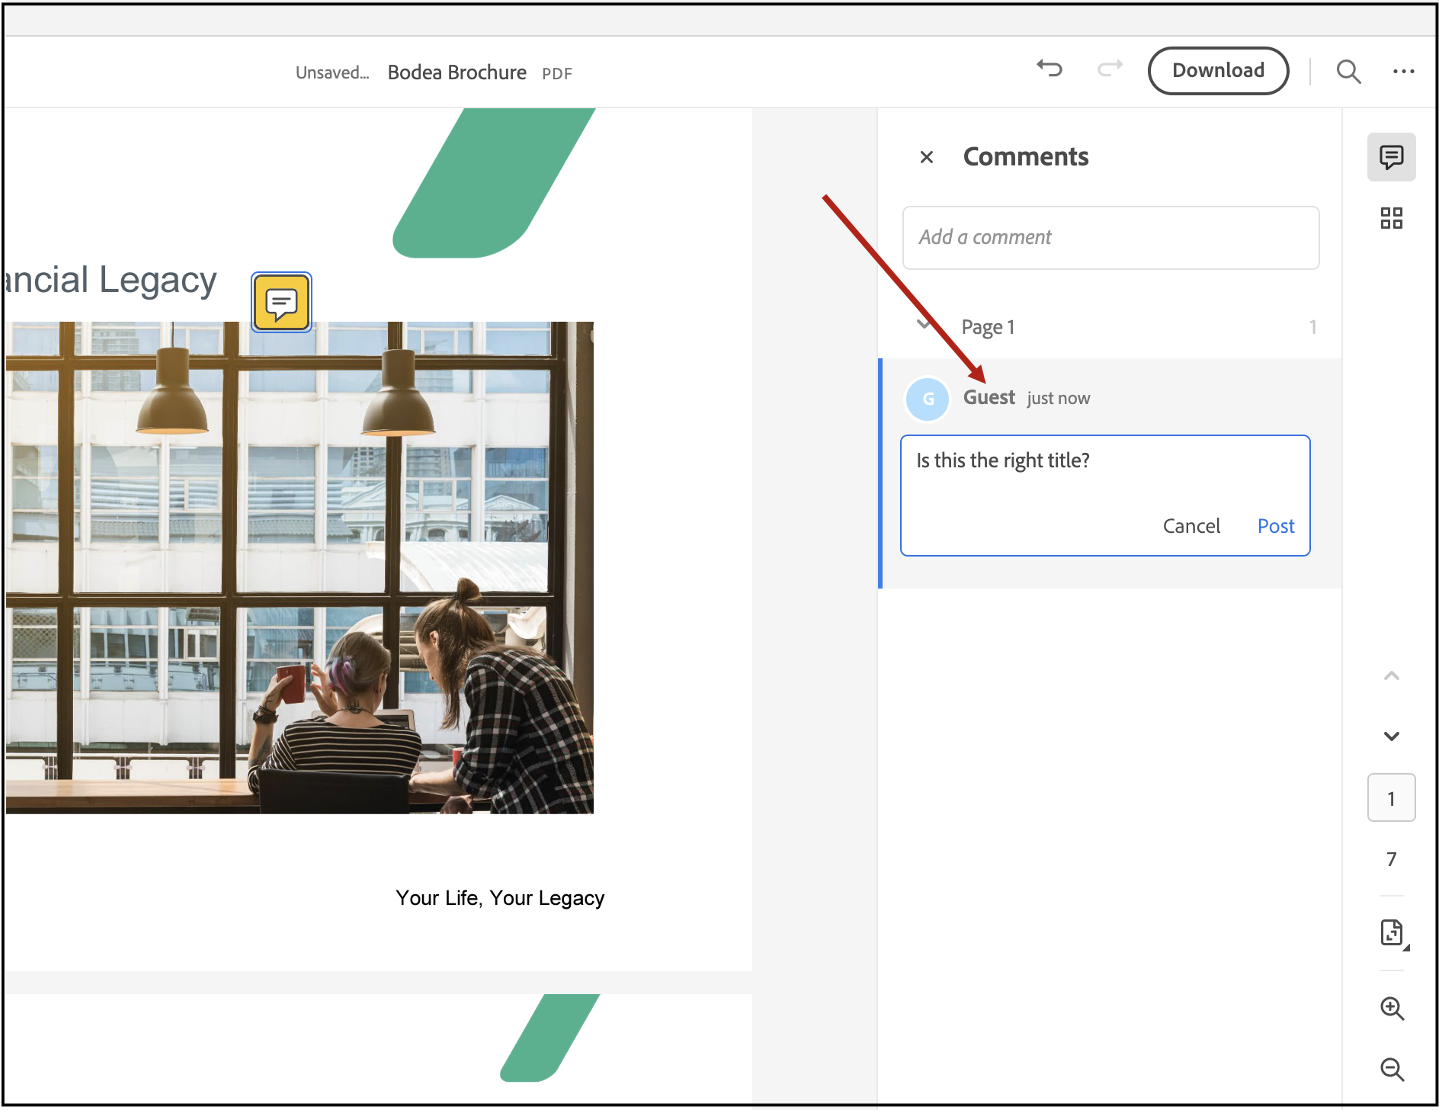 Unsaved... Bodea Brochure PDF
Download
Comments
Add a comment
Page 1 1
G Guest just now
Is this the right title?
Cancel Post
ancial Legacy
Your Life, Your Legacy
1
7